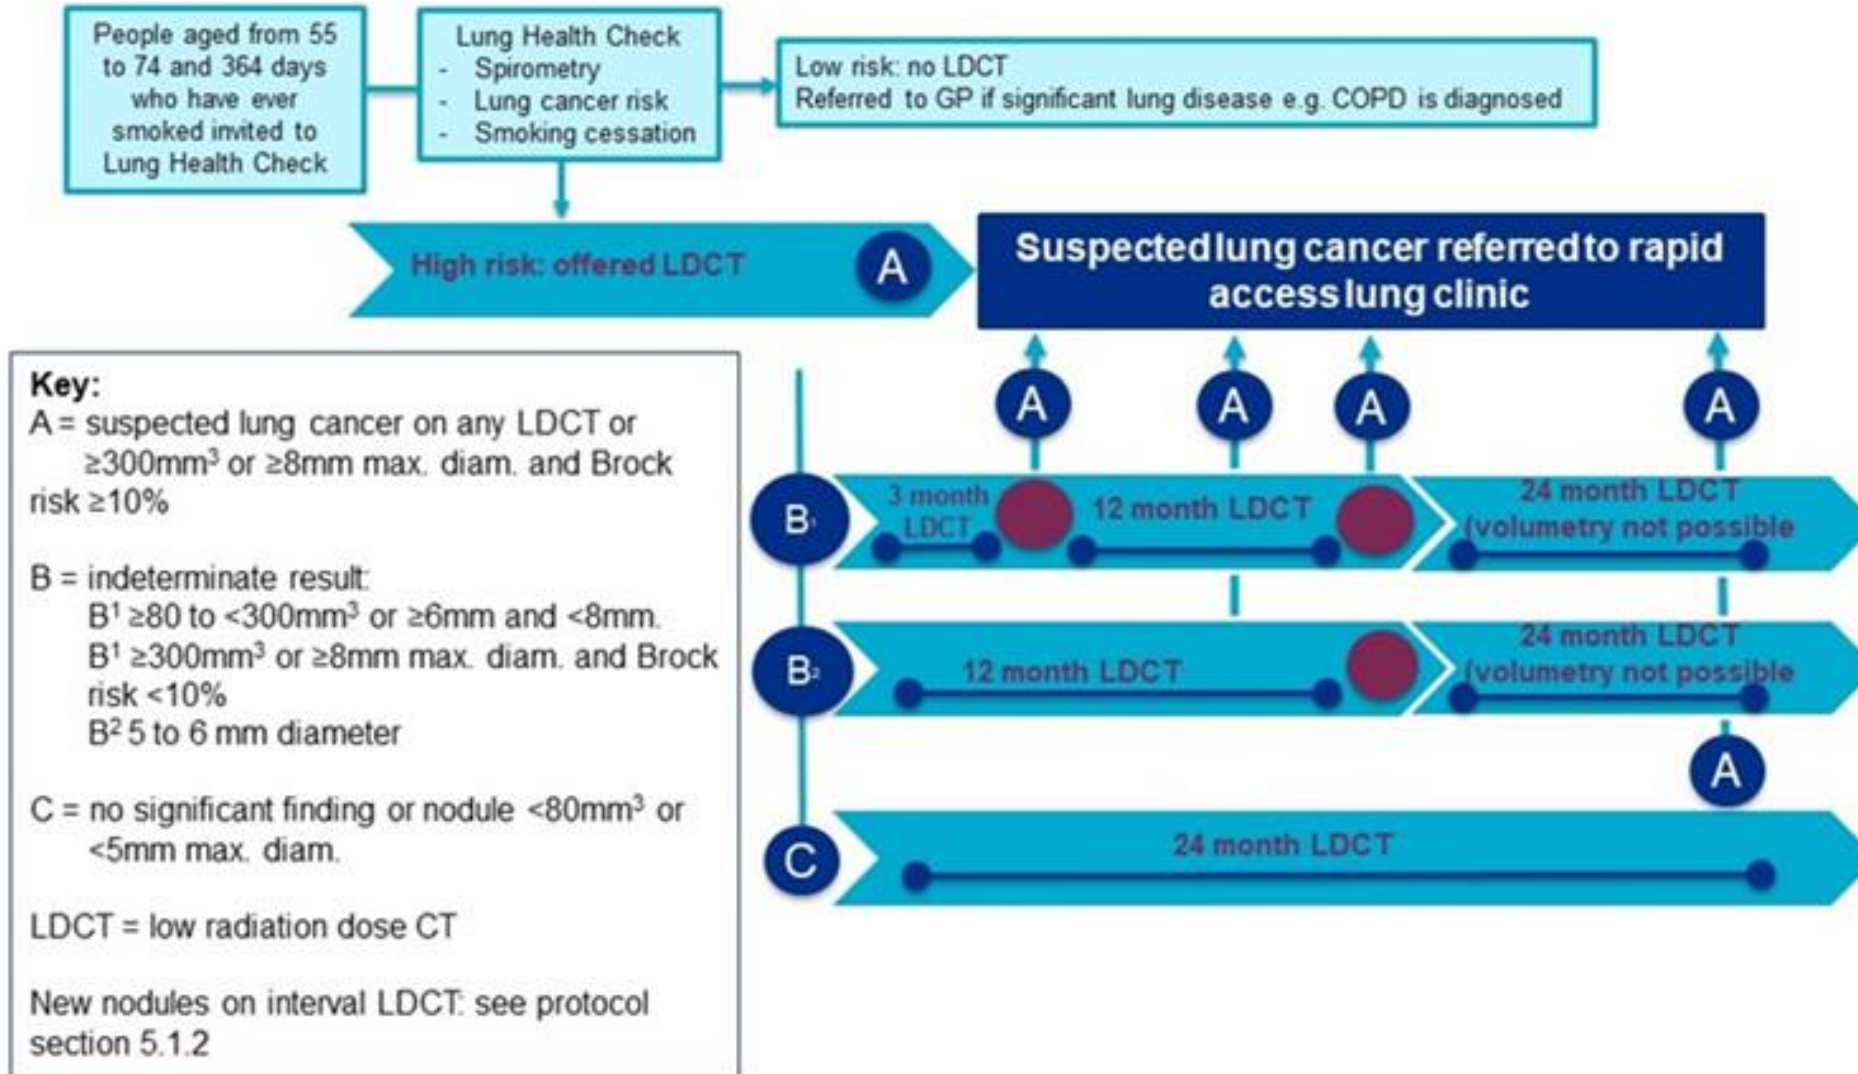 People aged from 55
to 74 and 364 days
who have ever
smoked invited to
Lung Health Check
Lung Health Check
- Spirometry
- Lung cancer risk
- Smoking cessation
Low risk: no LDCT
Referred to GP if significant lung disease e.g. COPD is diagnosed
High risk: offered LDCT
A
Suspected lung cancer referred to rapid
access lung clinic
Key:
A = suspected lung cancer on any LDCT or
≥300mm³ or ≥8mm max. diam. and Brock
risk ≥10%
B = indeterminate result:
B¹ ≥80 to <300mm³ or ≥6mm and <8mm.
B¹ ≥300mm³ or ≥8mm max. diam. and Brock
risk <10%
B² 5 to 6 mm diameter
C = no significant finding or nodule <80mm³ or
<5mm max. diam.
LDCT = low radiation dose CT
New nodules on interval LDCT: see protocol
section 5.1.2
A
A
A
A
B¹
3 month
LDCT
12 month LDCT
24 month LDCT
(volumetry not possible
B²
12 month LDCT
24 month LDCT
(volumetry not possible
A
C
24 month LDCT